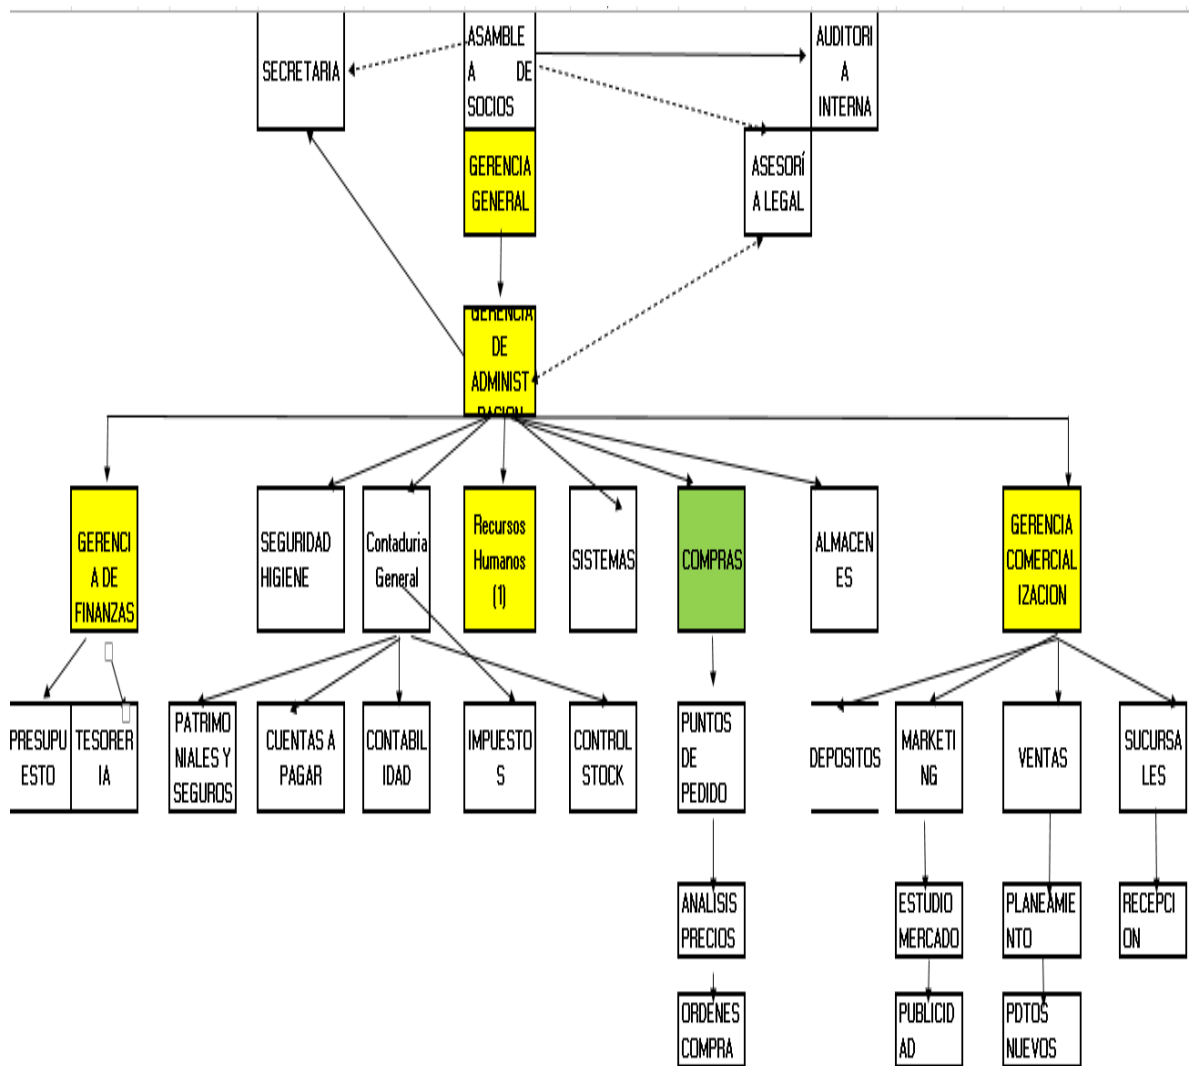 SECRETARIA
ASAMBLE
A DE
SOCIOS
AUDITORI
A
INTERNA
GERENCIA
GENERAL
ASESORÍ
A LEGAL
GERENCIA
DE
ADMINIST
RACION
GERENCI
A DE
FINANZAS
SEGURIDAD
HIGIENE
Contaduria
General
Recursos
Humanos
(1)
SISTEMAS
COMPRAS
ALMACEN
ES
GERENCIA
COMERCIAL
IZACION
PRESUPU
ESTO
TESORER
IA
PATRIMO
NIALES Y
SEGUROS
CUENTAS A
PAGAR
CONTABIL
IDAD
IMPUESTO
S
CONTROL
STOCK
PUNTOS
DE
PEDIDO
DEPOSITOS
MARKETI
NG
VENTAS
SUCURSA
LES
ANALISIS
PRECIOS
ESTUDIO
MERCADO
PLANEAMIE
NTO
RECEPCI
ON
ORDENES
COMPRA
PUBLICID
AD
PDTOS
NUEVOS